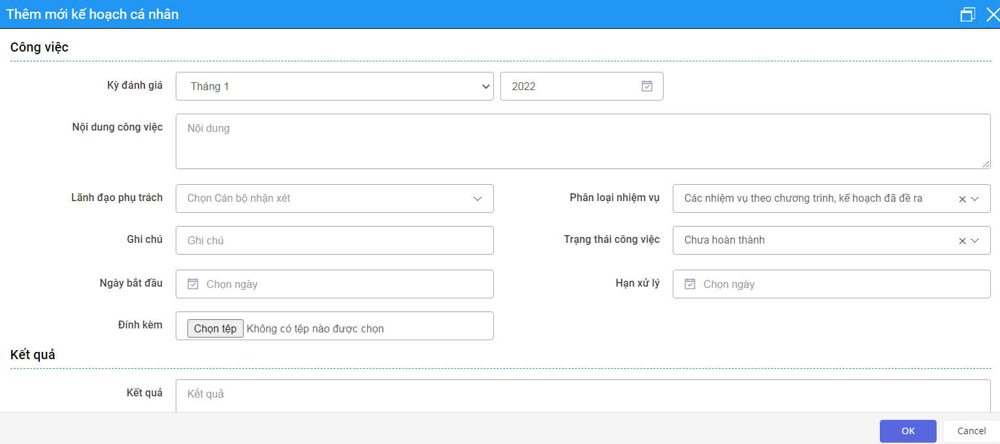 Thêm mới kế hoạch cá nhân
Công việc
Kỳ đánh giá Tháng 1 2022
Nội dung công việc Nội dung
Lãnh đạo phụ trách Chọn Cán bộ nhận xét Phân loại nhiệm vụ Các nhiệm vụ theo chương trình, kế hoạch đã đề ra
Ghi chú Ghi chú Trạng thái công việc Chưa hoàn thành
Ngày bắt đầu Chọn ngày Hạn xử lý Chọn ngày
Đính kèm Chọn tệp Không có tệp nào được chọn
Kết quả
Kết quả Kết quả
OK Cancel